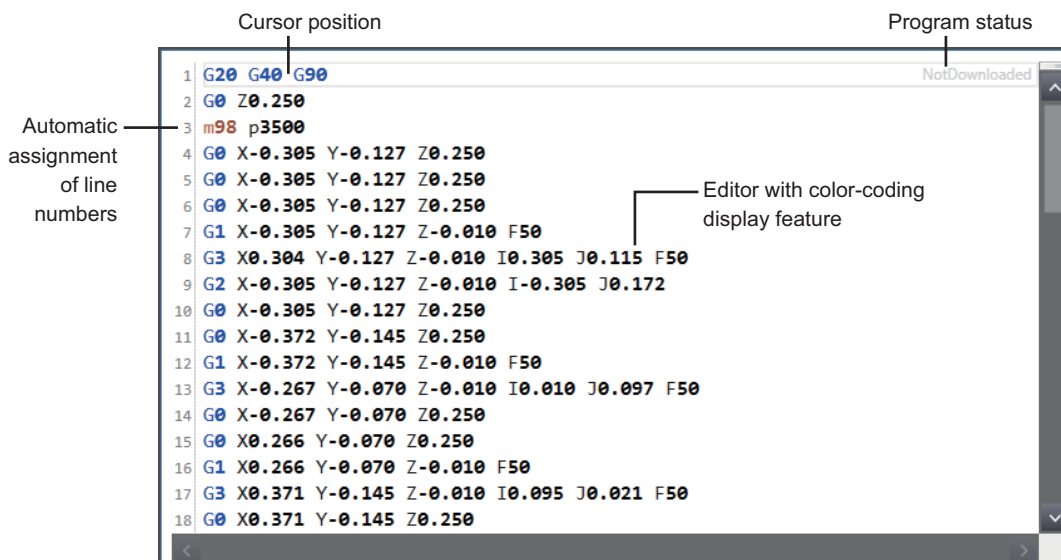 Cursor position
Program status
1 G20 G40 G90 NotDownloaded
2 G0 Z0.250
3 m98 p3500
4 G0 X-0.305 Y-0.127 Z0.250
5 G0 X-0.305 Y-0.127 Z0.250
6 G0 X-0.305 Y-0.127 Z0.250
7 G1 X-0.305 Y-0.127 Z-0.010 F50
8 G3 X0.304 Y-0.127 Z-0.010 I0.305 J0.115 F50
9 G2 X-0.305 Y-0.127 Z-0.010 I-0.305 J0.172
10 G0 X-0.305 Y-0.127 Z0.250
11 G0 X-0.372 Y-0.145 Z0.250
12 G1 X-0.372 Y-0.145 Z-0.010 F50
13 G3 X-0.267 Y-0.070 Z-0.010 I0.010 J0.097 F50
14 G0 X-0.267 Y-0.070 Z0.250
15 G0 X0.266 Y-0.070 Z0.250
16 G1 X0.266 Y-0.070 Z-0.010 F50
17 G3 X0.371 Y-0.145 Z-0.010 I0.095 J0.021 F50
18 G0 X0.371 Y-0.145 Z0.250
Automatic
assignment
of line
numbers
Editor with color-coding
display feature